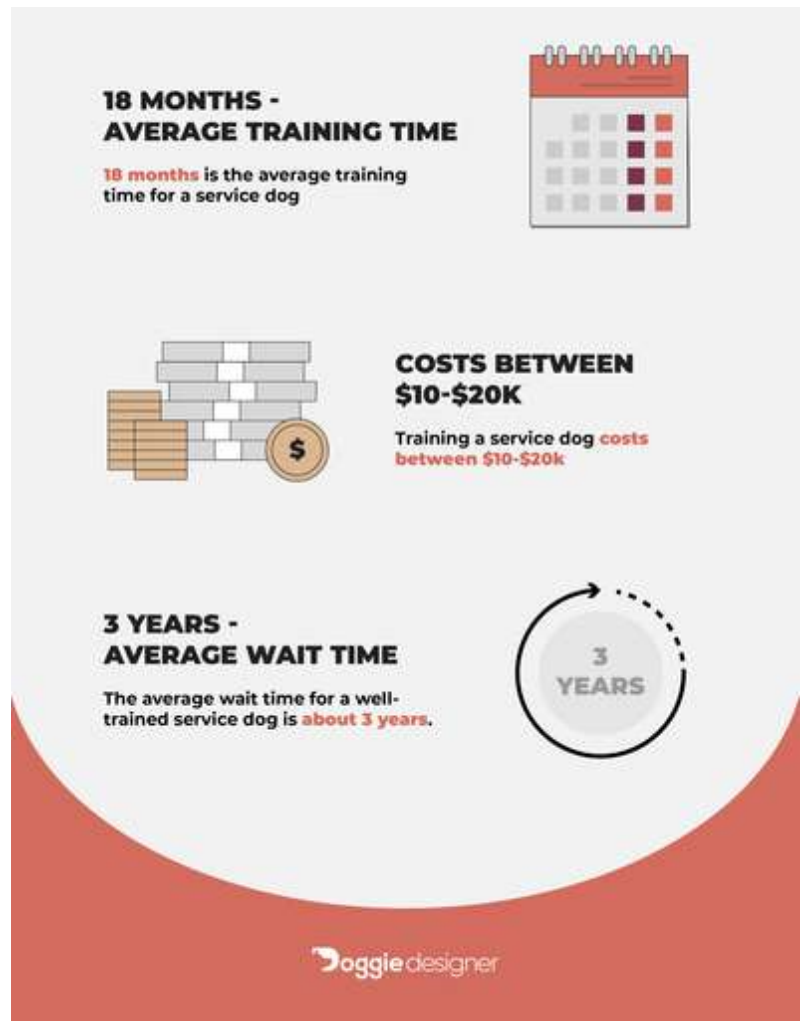 18 MONTHS -
AVERAGE TRAINING TIME
18 months is the average training
time for a service dog
COSTS BETWEEN
$10-$20K
Training a service dog costs
between $10-$20k
$
3 YEARS -
AVERAGE WAIT TIME
The average wait time for a well-
trained service dog is about 3 years.
3
YEARS
Doggie designer